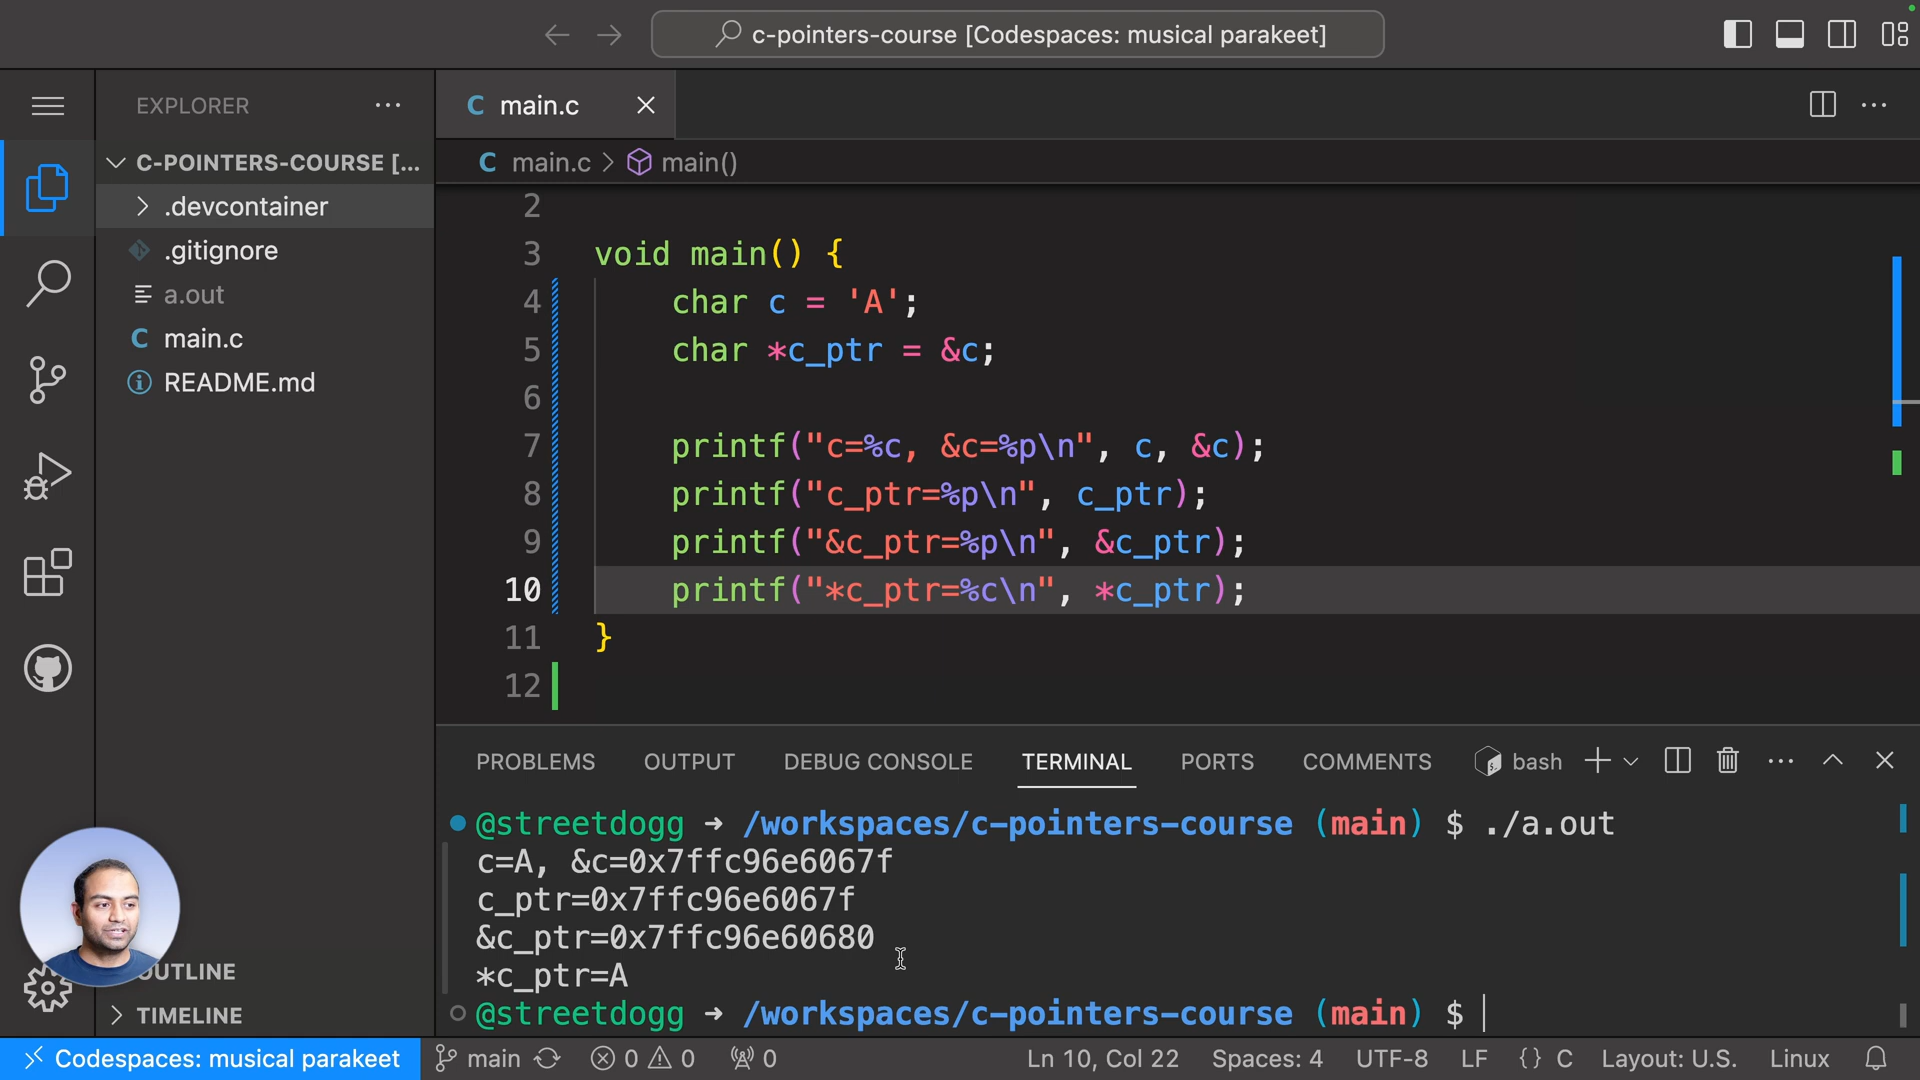 c-pointers-course [Codespaces: musical parakeet]
EXPLORER
C-POINTERS-COURSE [...
.devcontainer
.gitignore
a.out
C main.c
README.md
OUTLINE
TIMELINE
C main.c
C main.c > main()
2
3 void main() {
4 char c = 'A';
5 char *c_ptr = &c;
6
7 printf("c=%c, &c=%p\n", c, &c);
8 printf("c_ptr=%p\n", c_ptr);
9 printf("&c_ptr=%p\n", &c_ptr);
10 printf("*c_ptr=%c\n", *c_ptr);
11 }
12
PROBLEMS OUTPUT DEBUG CONSOLE TERMINAL PORTS COMMENTS bash
@streetdogg → /workspaces/c-pointers-course (main) $ ./a.out
c=A, &c=0x7ffc96e6067f
c_ptr=0x7ffc96e6067f
&c_ptr=0x7ffc96e60680
*c_ptr=A
@streetdogg → /workspaces/c-pointers-course (main) $
Codespaces: musical parakeet main 0 0 0 Ln 10, Col 22 Spaces: 4 UTF-8 LF {} C Layout: U.S. Linux